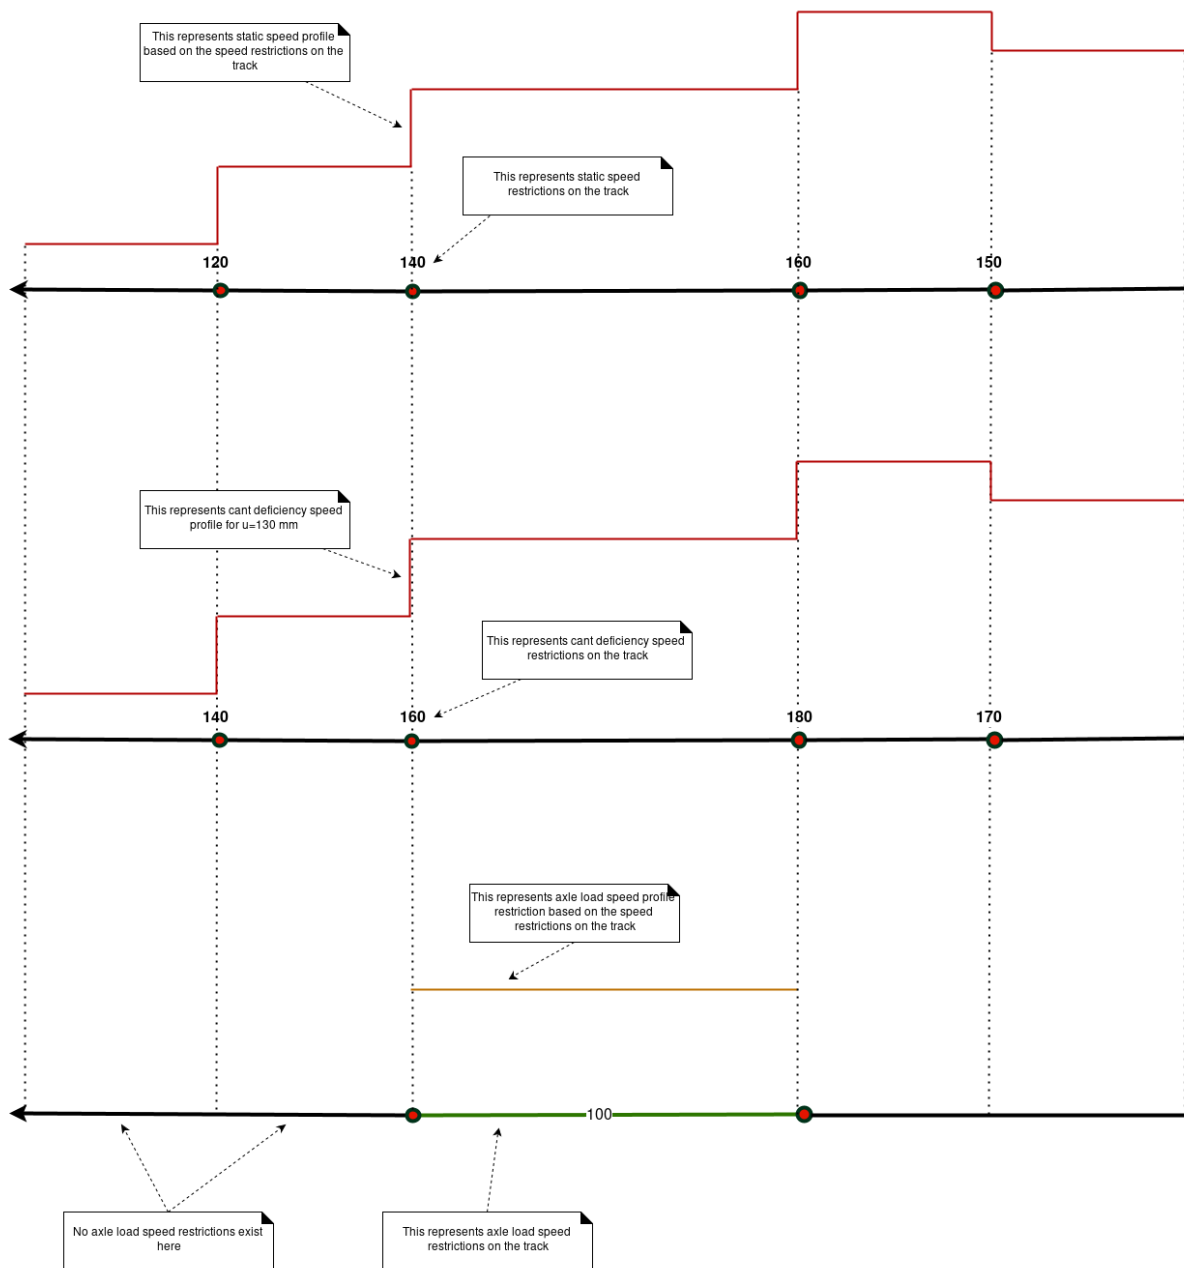 This represents static speed profile
based on the speed restrictions on the
track
This represents static speed
restrictions on the track
120
140
160
150
This represents cant deficiency speed
profile for u=130 mm
This represents cant deficiency speed
restrictions on the track
140
160
180
170
This represents axle load speed profile
restriction based on the speed
restrictions on the track
100
No axle load speed restrictions exist
here
This represents axle load speed
restrictions on the track